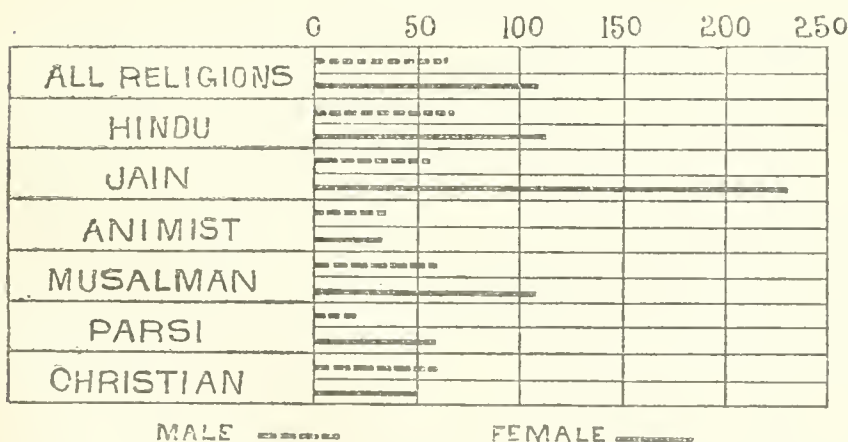 0 50 100 150 200 250
ALL RELIGIONS
HINDU
JAIN
ANIMIST
MUSALMAN
PARSI
CHRISTIAN
MALE FEMALE